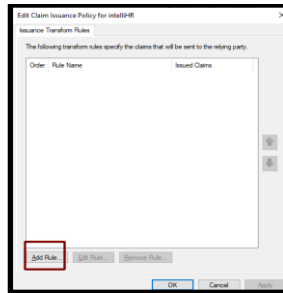 Edit Claim Issuance Policy for intelliHR
Issuance Transform Rules
The following transform rules specify the claims that will be sent to the relying party.
Order Rule Name Issued Claims
Add Rule... Edit Rule... Remove Rule...
OK Cancel Apply